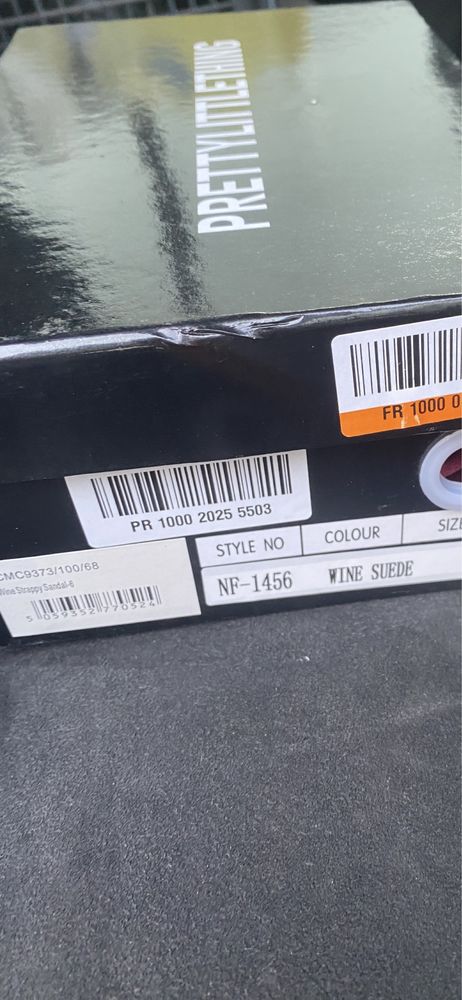 PRETTYLITTLETHING
FR 1000 0
PR 1000 2025 5503
CMC9373/100/68
Wine Strappy Sandal-6
5 059352 770524
STYLE NO
COLOUR
SIZE
NF-1456
WINE SUEDE